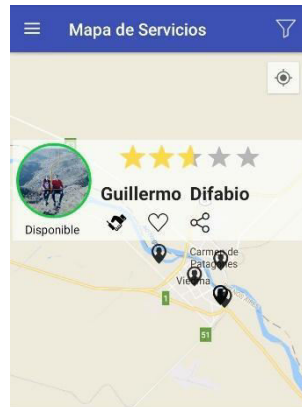 Mapa de Servicios
Guillermo Difabio
Disponible
Carmen de
Patagones
Viedma
1
51